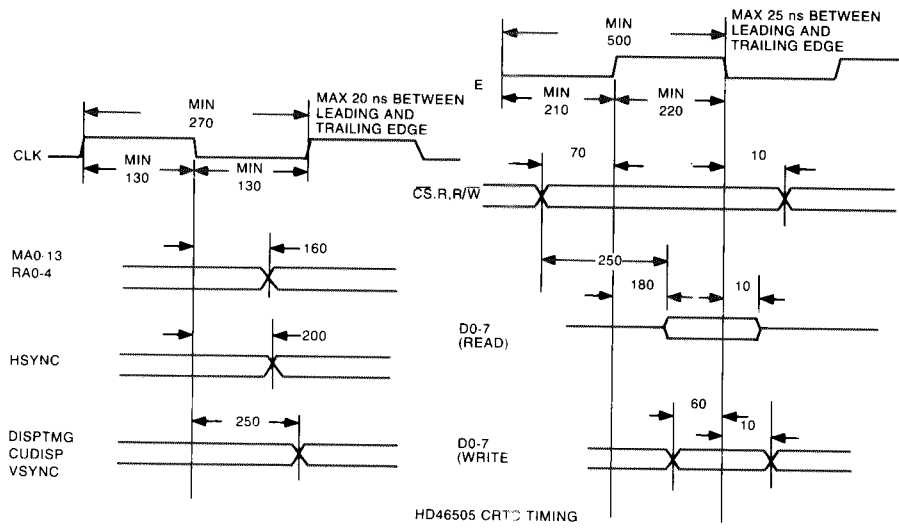 MIN
270
MAX 20 ns BETWEEN
LEADING AND
TRAILING EDGE
CLK
MIN
130
MIN
130
MA0-13
RA0-4
160
HSYNC
200
DISPTMG
CUDISP
VSYNC
250
MIN
500
MAX 25 ns BETWEEN
LEADING AND
TRAILING EDGE
E
MIN
210
MIN
220
CS.R,R/W
70
10
250
180
10
D0-7
(READ)
60
10
D0-7
(WRITE
HD46505 CRTC TIMING